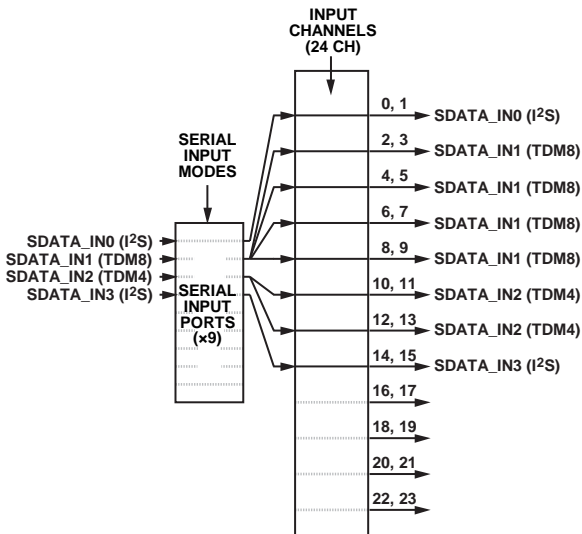 INPUT
CHANNELS
(24 CH)
SERIAL
INPUT
MODES
SDATA_IN0 (I²S)
SDATA_IN1 (TDM8)
SDATA_IN2 (TDM4)
SDATA_IN3 (I²S)
SERIAL
INPUT
PORTS
(×9)
0, 1 SDATA_IN0 (I²S)
2, 3 SDATA_IN1 (TDM8)
4, 5 SDATA_IN1 (TDM8)
6, 7 SDATA_IN1 (TDM8)
8, 9 SDATA_IN1 (TDM8)
10, 11 SDATA_IN2 (TDM4)
12, 13 SDATA_IN2 (TDM4)
14, 15 SDATA_IN3 (I²S)
16, 17
18, 19
20, 21
22, 23